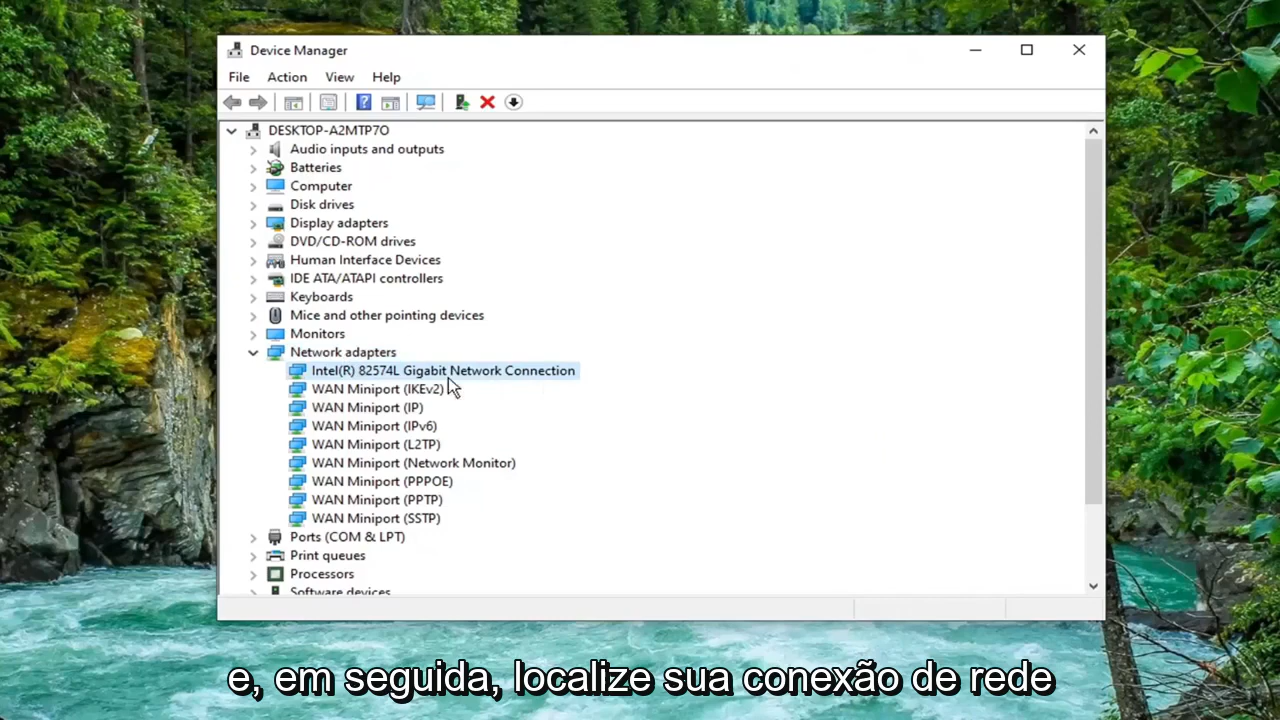 Device Manager
File Action View Help
DESKTOP-A2MTP7O
Audio inputs and outputs
Batteries
Computer
Disk drives
Display adapters
DVD/CD-ROM drives
Human Interface Devices
IDE ATA/ATAPI controllers
Keyboards
Mice and other pointing devices
Monitors
Network adapters
Intel(R) 82574L Gigabit Network Connection
WAN Miniport (IKEv2)
WAN Miniport (IP)
WAN Miniport (IPv6)
WAN Miniport (L2TP)
WAN Miniport (Network Monitor)
WAN Miniport (PPPOE)
WAN Miniport (PPTP)
WAN Miniport (SSTP)
Ports (COM & LPT)
Print queues
Processors
Software devices
e, em seguida, localize sua conexão de rede